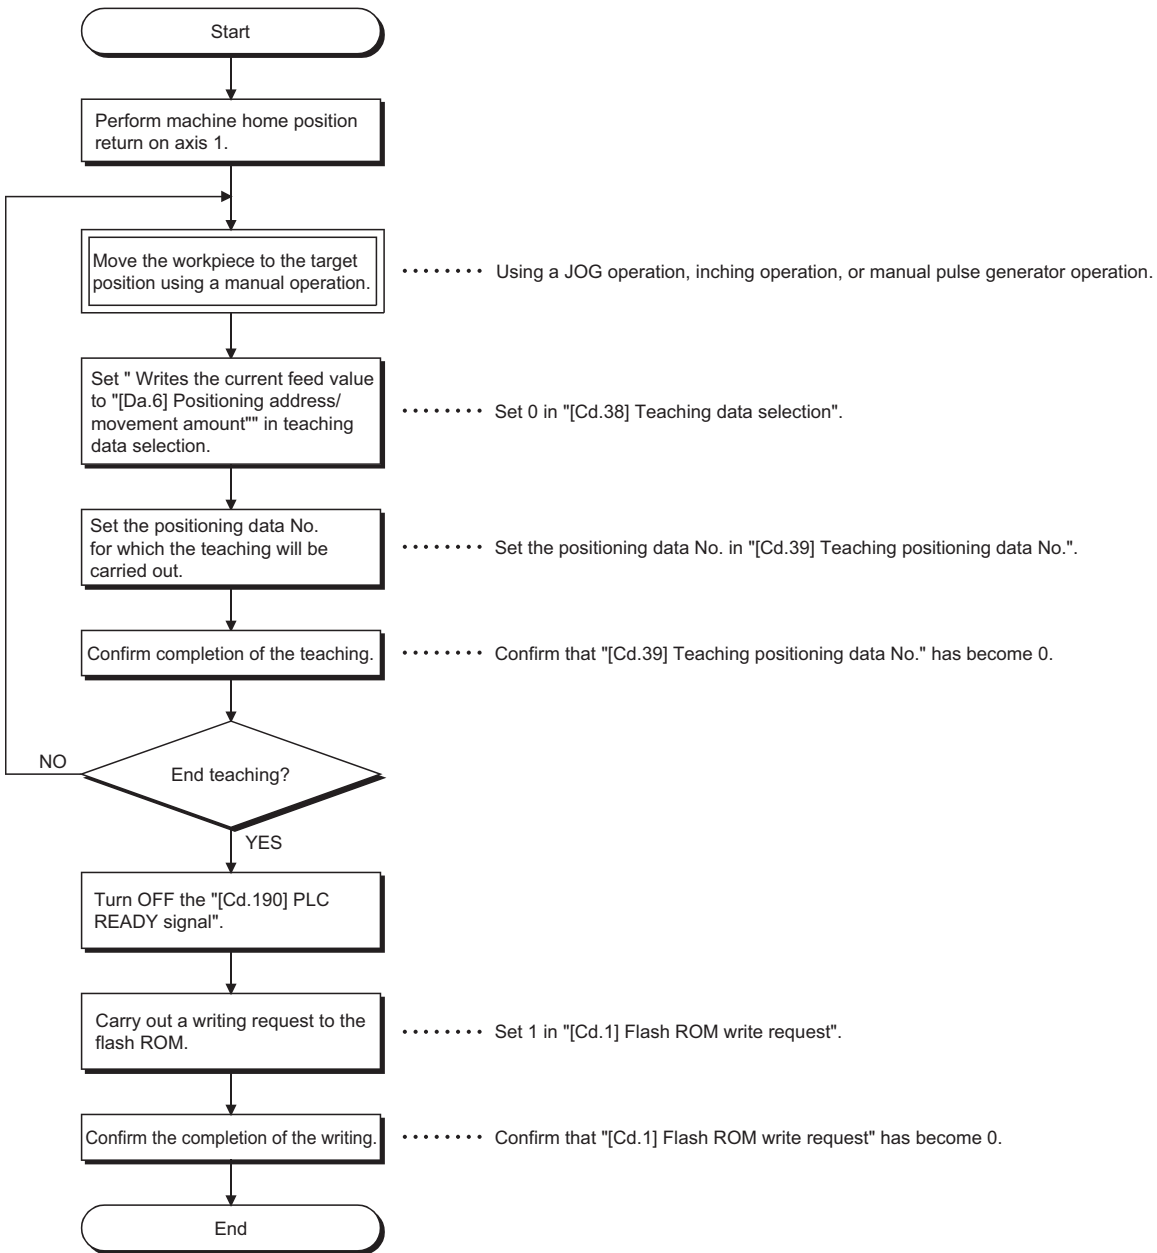 Start
Perform machine home position
return on axis 1.
Move the workpiece to the target
position using a manual operation.
Using a JOG operation, inching operation, or manual pulse generator operation.
Set " Writes the current feed value
to "[Da.6] Positioning address/
movement amount"" in teaching
data selection.
Set 0 in "[Cd.38] Teaching data selection".
Set the positioning data No.
for which the teaching will be
carried out.
Set the positioning data No. in "[Cd.39] Teaching positioning data No.".
Confirm completion of the teaching.
Confirm that "[Cd.39] Teaching positioning data No." has become 0.
NO
End teaching?
YES
Turn OFF the "[Cd.190] PLC
READY signal".
Carry out a writing request to the
flash ROM.
Set 1 in "[Cd.1] Flash ROM write request".
Confirm the completion of the writing.
Confirm that "[Cd.1] Flash ROM write request" has become 0.
End